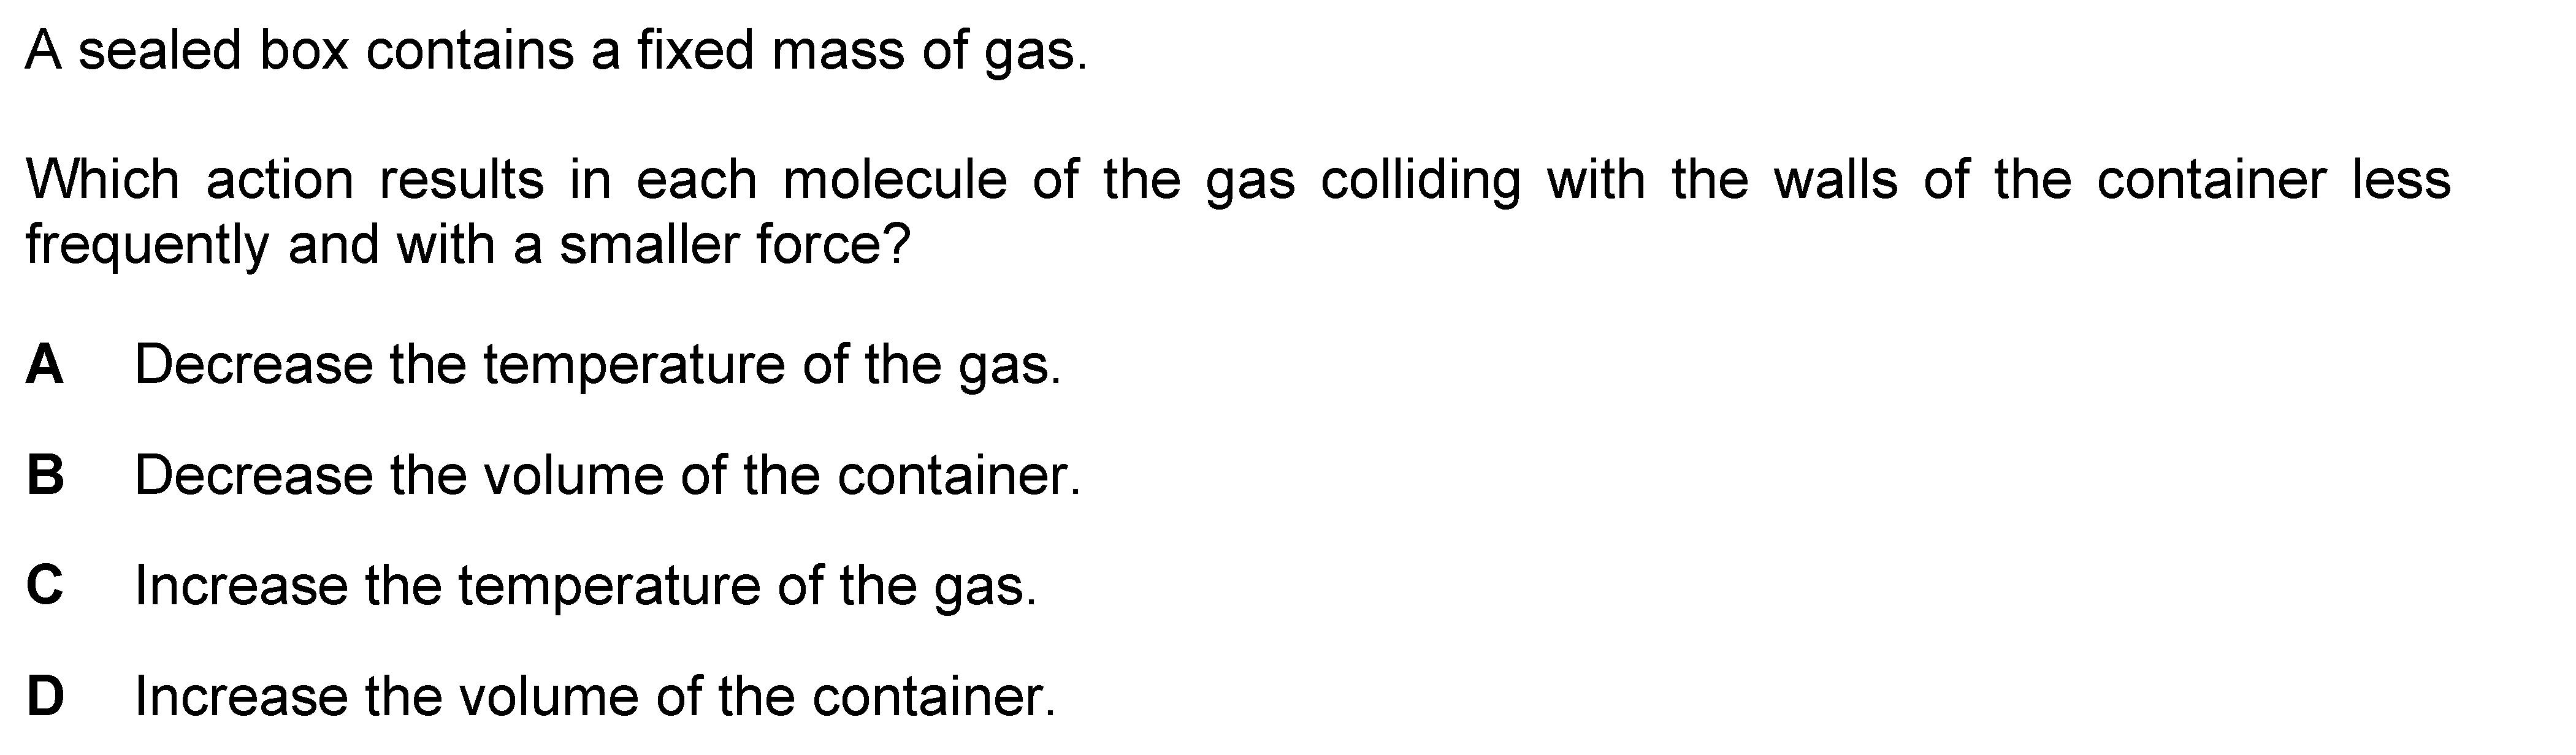 A sealed box contains a fixed mass of gas.
Which action results in each molecule of the gas colliding with the walls of the container less
frequently and with a smaller force?
A Decrease the temperature of the gas.
B Decrease the volume of the container.
C Increase the temperature of the gas.
D Increase the volume of the container.